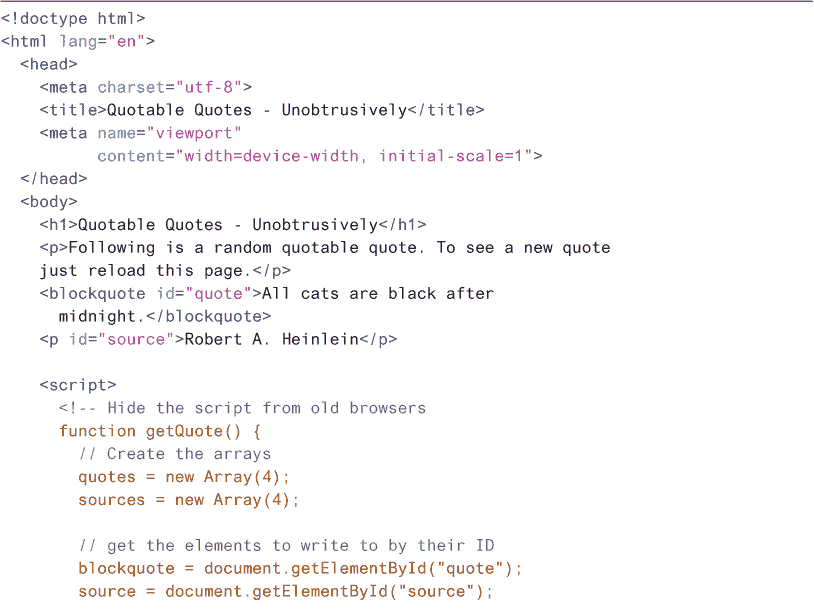 <!doctype html>
<html lang="en">
<head>
<meta charset="utf-8">
<title>Quotable Quotes - Unobtrusively</title>
<meta name="viewport"
content="width=device-width, initial-scale=1">
</head>
<body>
<h1>Quotable Quotes - Unobtrusively</h1>
<p>Following is a random quotable quote. To see a new quote
just reload this page.</p>
<blockquote id="quote">All cats are black after
midnight.</blockquote>
<p id="source">Robert A. Heinlein</p>
<script>
<!-- Hide the script from old browsers
function getQuote() {
// Create the arrays
quotes = new Array(4);
sources = new Array(4);
// get the elements to write to by their ID
blockquote = document.getElementById("quote");
source = document.getElementById("source");